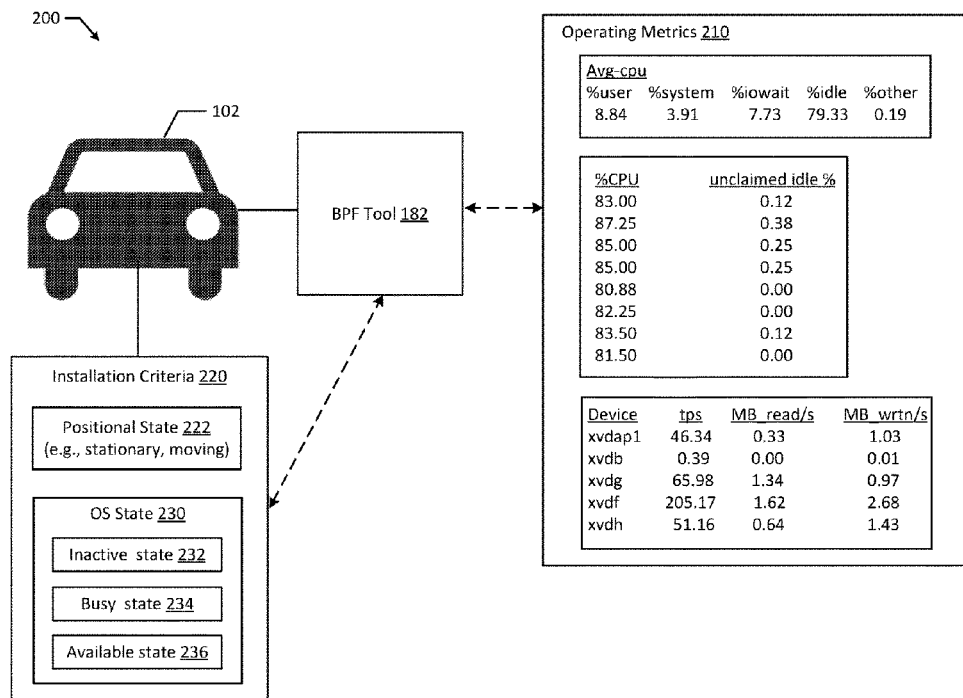 200
102
BPF Tool 182
Installation Criteria 220
Positional State 222
(e.g., stationary, moving)
OS State 230
Inactive state 232
Busy state 234
Available state 236
Operating Metrics 210
Avg-cpu
%user %system %iowait %idle %other
8.84 3.91 7.73 79.33 0.19
%CPU unclaimed idle %
83.00 0.12
87.25 0.38
85.00 0.25
85.00 0.25
80.88 0.00
82.25 0.00
83.50 0.12
81.50 0.00
Device tps MB_read/s MB_wrtn/s
xvdap1 46.34 0.33 1.03
xvdb 0.39 0.00 0.01
xvdg 65.98 1.34 0.97
xvdf 205.17 1.62 2.68
xvdh 51.16 0.64 1.43